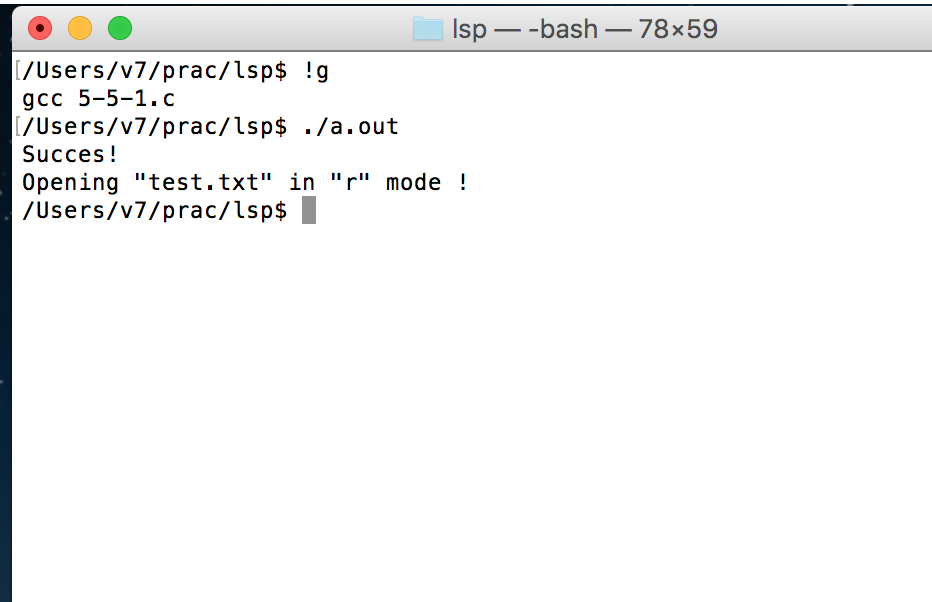 lsp — -bash — 78×59
[/Users/v7/prac/lsp$ !g
gcc 5-5-1.c
[/Users/v7/prac/lsp$ ./a.out
Succes!
Opening "test.txt" in "r" mode !
/Users/v7/prac/lsp$